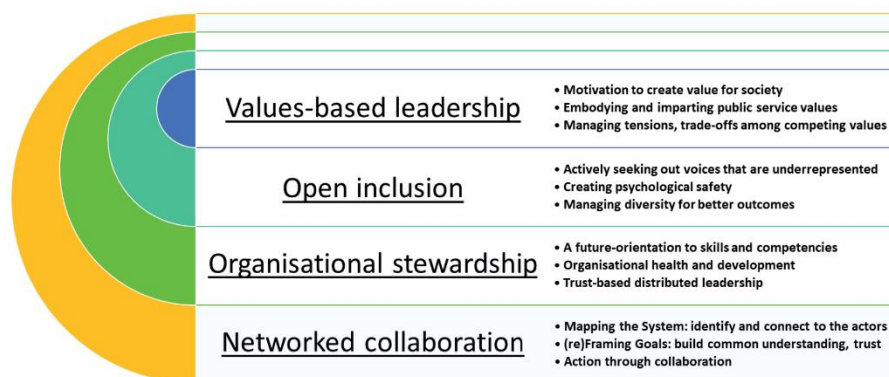 Values-based leadership
• Motivation to create value for society
• Embodying and imparting public service values
• Managing tensions, trade-offs among competing values
Open inclusion
• Actively seeking out voices that are underrepresented
• Creating psychological safety
• Managing diversity for better outcomes
Organisational stewardship
• A future-orientation to skills and competencies
• Organisational health and development
• Trust-based distributed leadership
Networked collaboration
• Mapping the System: identify and connect to the actors
• (re)Framing Goals: build common understanding, trust
• Action through collaboration